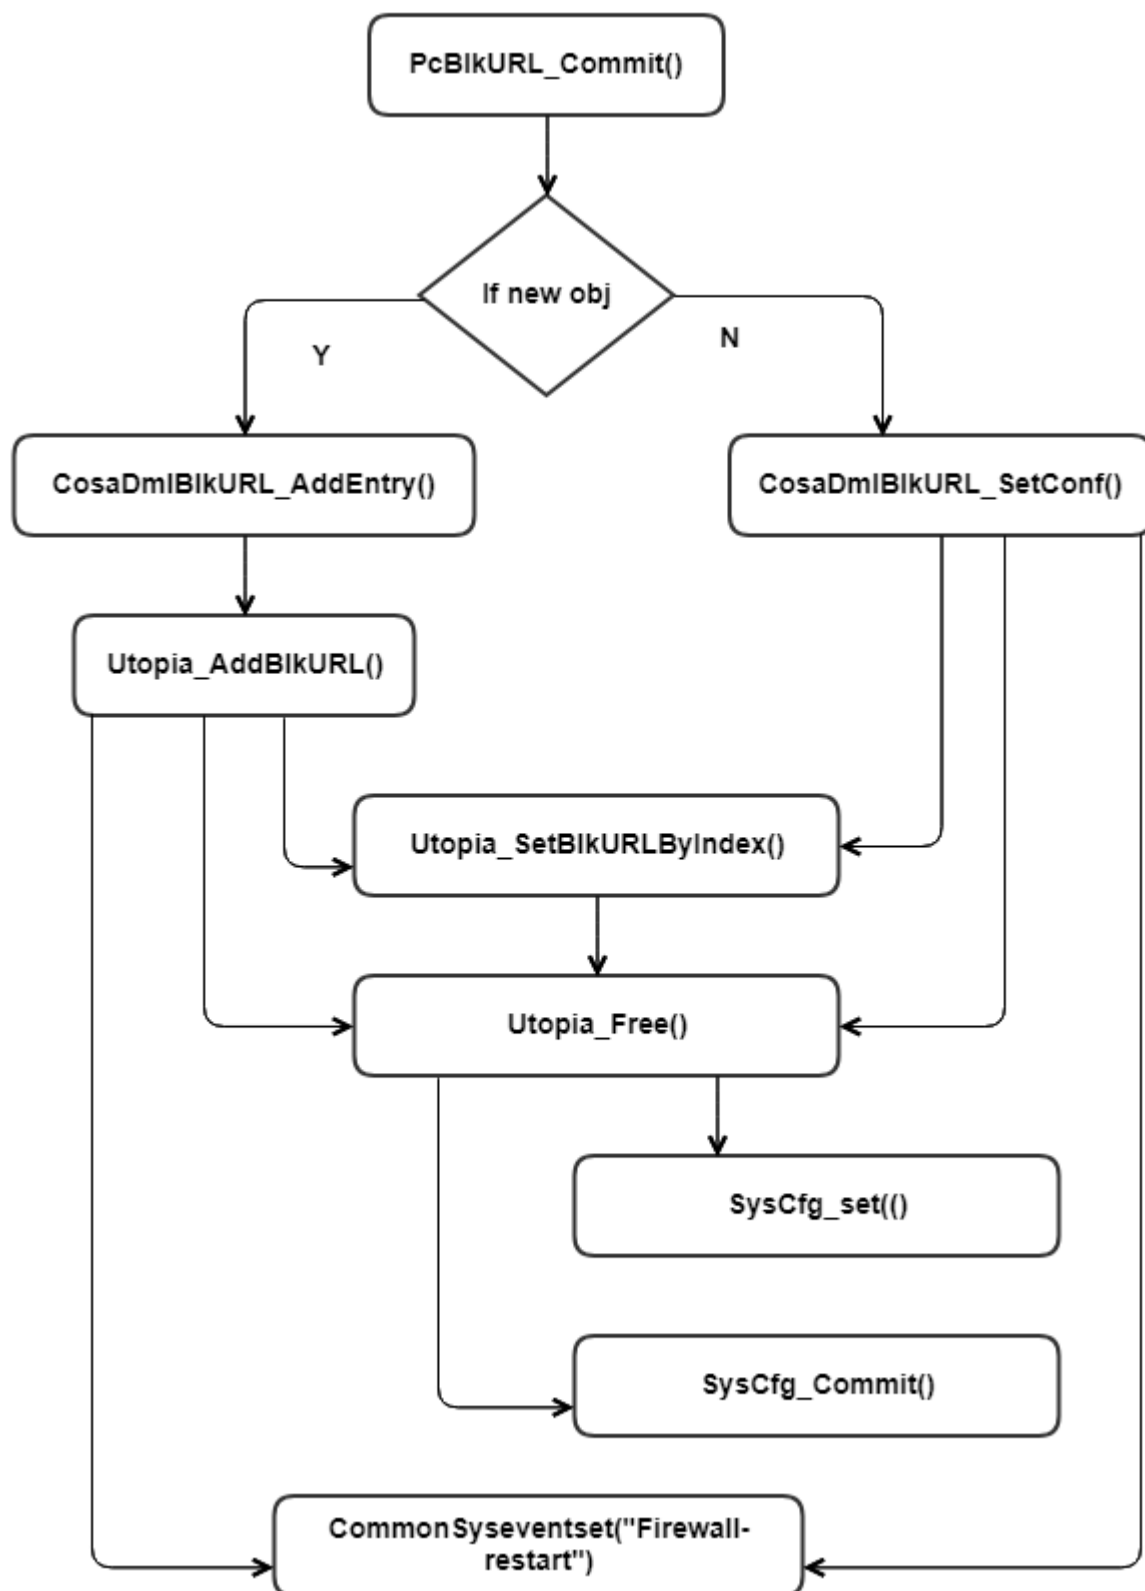 PcBlkURL_Commit()
If new obj
Y
N
CosaDmlBlkURL_AddEntry()
CosaDmlBlkURL_SetConf()
Utopia_AddBlkURL()
Utopia_SetBlkURLByIndex()
Utopia_Free()
SysCfg_set(()
SysCfg_Commit()
CommonSyseventset("Firewall-
restart")